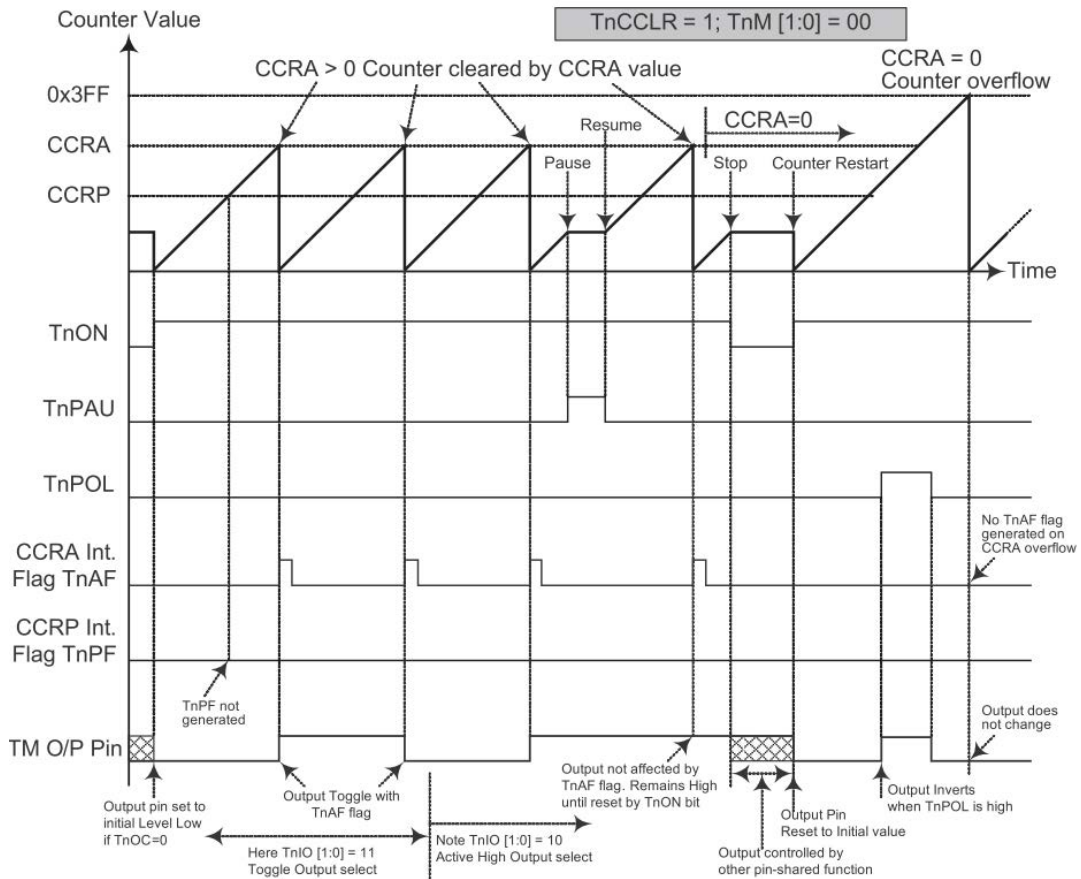 Counter Value
TnCCLR = 1; TnM [1:0] = 00
CCRA > 0 Counter cleared by CCRA value
CCRA = 0
Counter overflow
0x3FF
CCRA=0
Resume
CCRA
Pause
Stop
Counter Restart
CCRP
Time
TnON
TnPAU
TnPOL
No TnAF flag
generated on
CCRA overflow
CCRA Int.
Flag TnAF
CCRP Int.
Flag TnPF
TnPF not
generated
Output does
not change
TM O/P Pin
Output pin set to
initial Level Low
if TnOC=0
Output Toggle with
TnAF flag
Output not affected by
TnAF flag. Remains High
until reset by TnON bit
Output Inverts
when TnPOL is high
Output Pin
Reset to Initial value
Here TnIO [1:0] = 11
Toggle Output select
Note TnIO [1:0] = 10
Active High Output select
Output controlled by
other pin-shared function